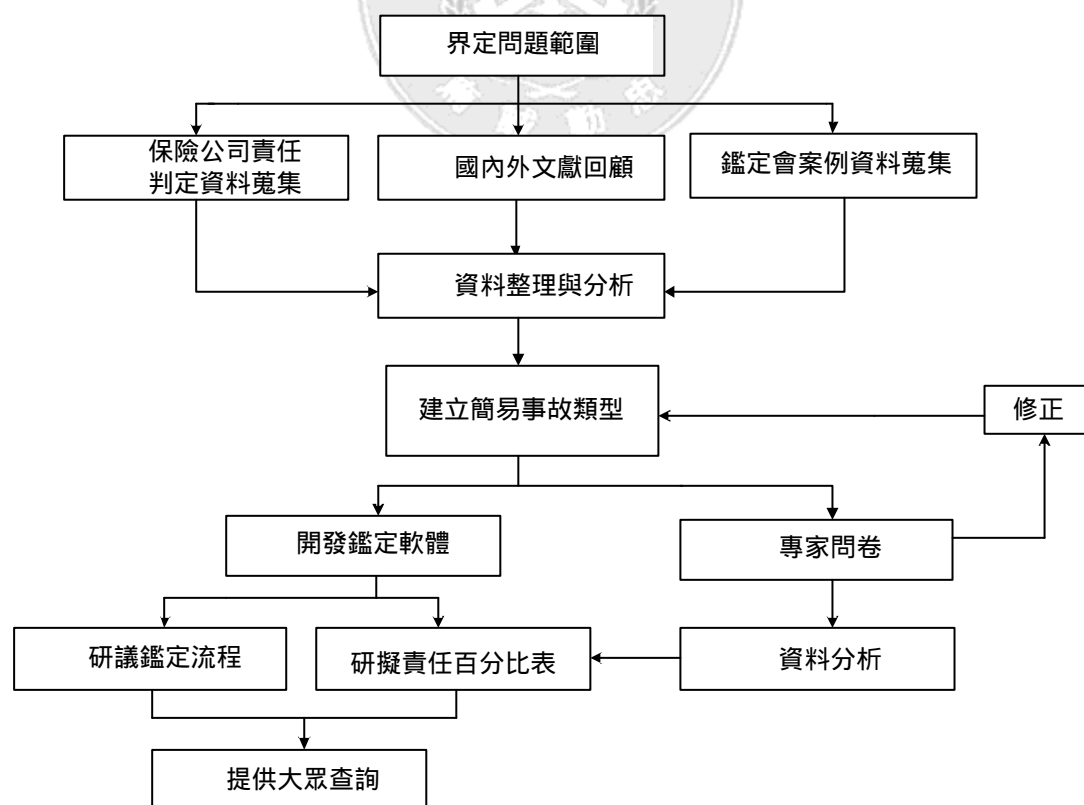 界定問題範圍
保險公司責任
判定資料蒐集
國內外文獻回顧
鑑定會案例資料蒐集
資料整理與分析
建立簡易事故類型
修正
開發鑑定軟體
專家問卷
研議鑑定流程
研擬責任百分比表
資料分析
提供大眾查詢